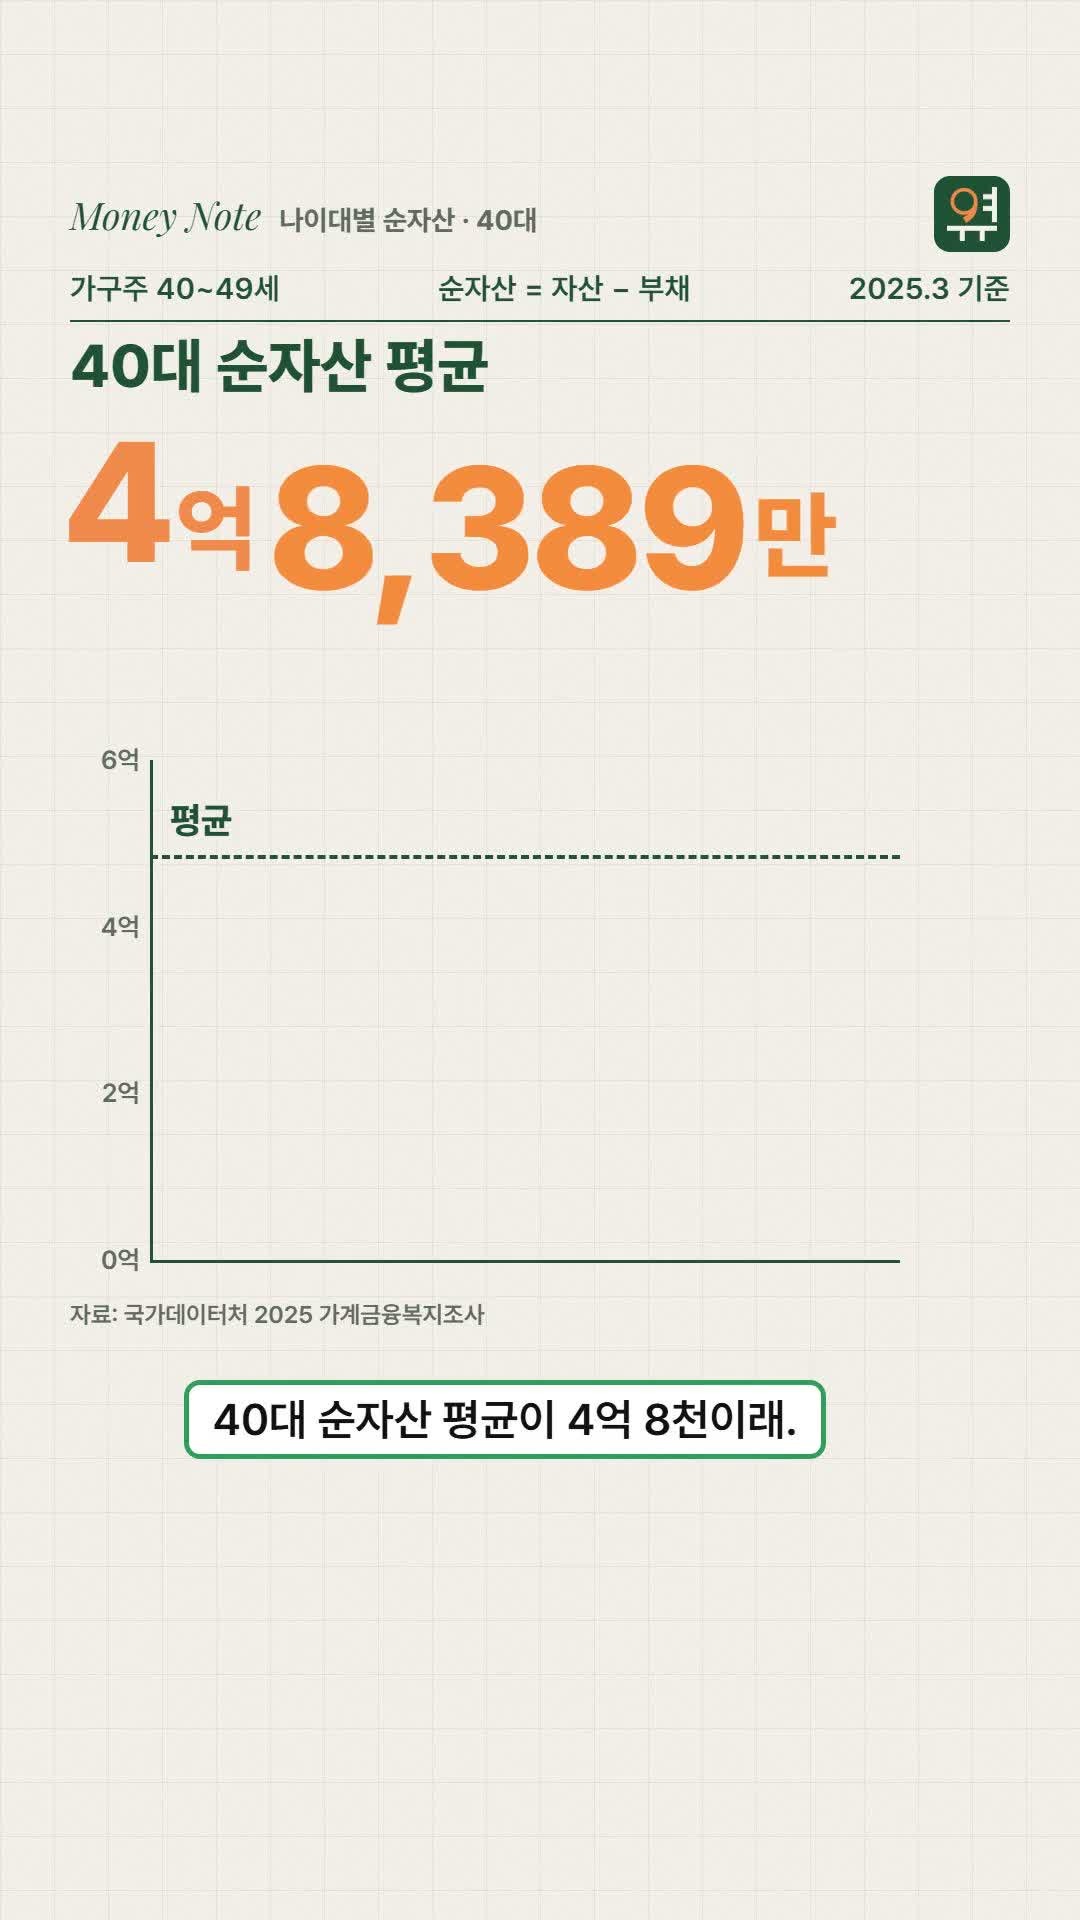 Money Note 나이대별 순자산 · 40대
여유
가구주 40~49세 순자산 = 자산 – 부채 2025.3 기준
40대 순자산 평균
4억 8,389만
6억
평균
4억
2억
0억
자료: 국가데이터처 2025 가계금융복지조사
40대 순자산 평균이 4억 8천이래.